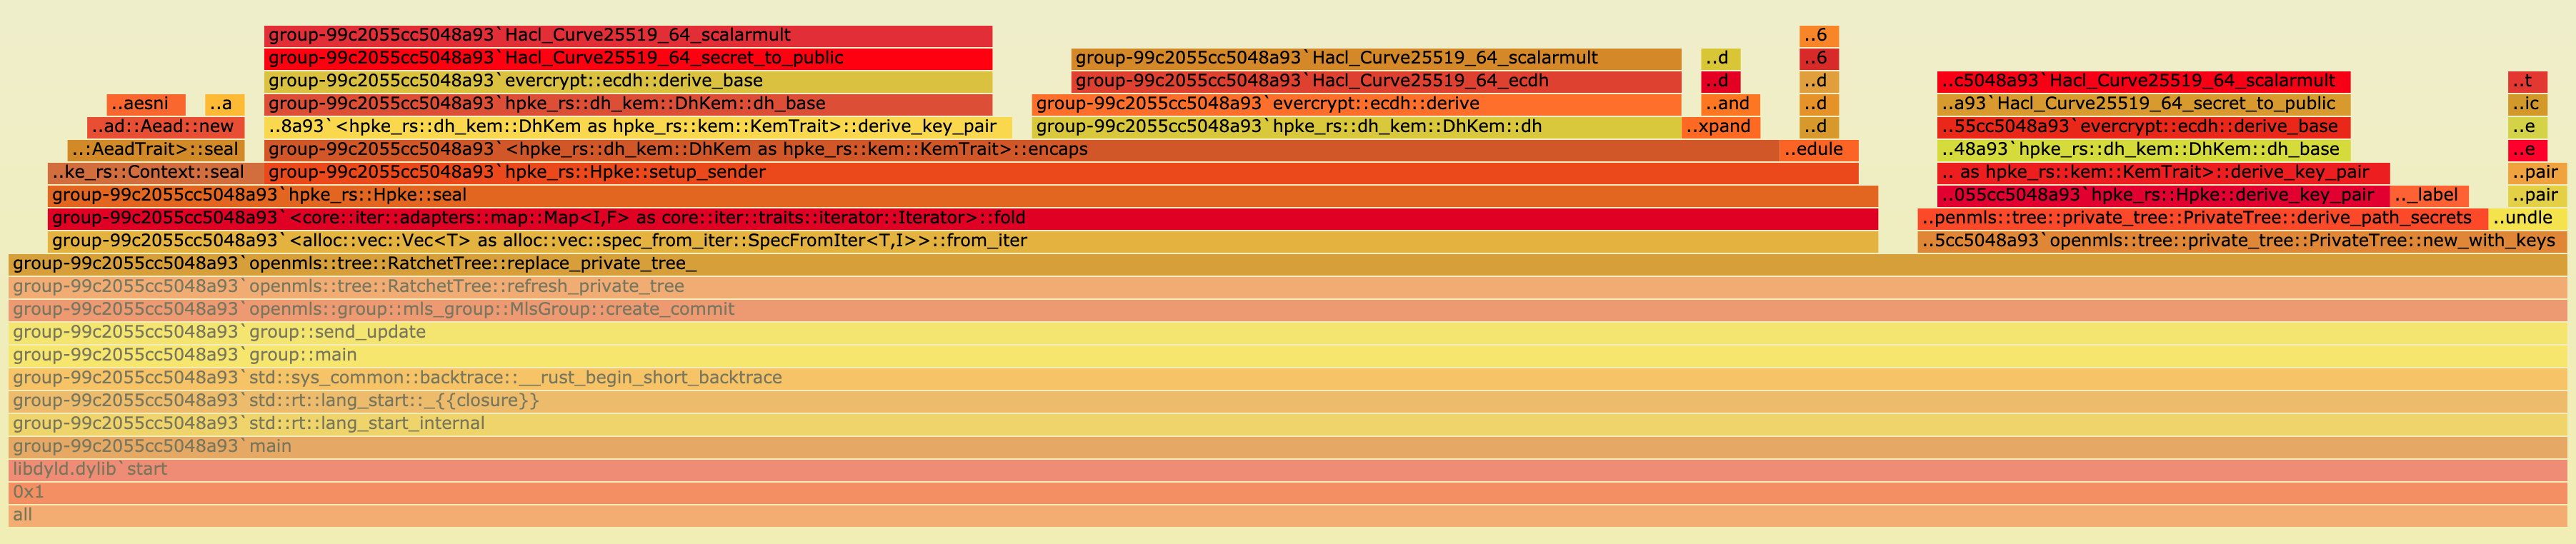 group-99c2055cc5048a93`Hacl_Curve25519_64_scalarmult ..6
group-99c2055cc5048a93`Hacl_Curve25519_64_secret_to_public group-99c2055cc5048a93`Hacl_Curve25519_64_scalarmult ..d ..6
group-99c2055cc5048a93`evercrypt::ecdh::derive_base group-99c2055cc5048a93`Hacl_Curve25519_64_ecdh ..d ..d ..c5048a93`Hacl_Curve25519_64_scalarmult ..t
..aesni ..a group-99c2055cc5048a93`hpke_rs::dh_kem::DhKem::dh_base group-99c2055cc5048a93`evercrypt::ecdh::derive ..and ..d ..a93`Hacl_Curve25519_64_secret_to_public ..ic
..ad::Aead::new ..8a93`<hpke_rs::dh_kem::DhKem as hpke_rs::kem::KemTrait>::derive_key_pair group-99c2055cc5048a93`hpke_rs::dh_kem::DhKem::dh ..xpand ..d ..55cc5048a93`evercrypt::ecdh::derive_base ..e
..:AeadTrait>::seal group-99c2055cc5048a93`<hpke_rs::dh_kem::DhKem as hpke_rs::kem::KemTrait>::encaps ..edule ..48a93`hpke_rs::dh_kem::DhKem::dh_base ..e
..ke_rs::Context::seal group-99c2055cc5048a93`hpke_rs::Hpke::setup_sender .. as hpke_rs::kem::KemTrait>::derive_key_pair ..pair
group-99c2055cc5048a93`hpke_rs::Hpke::seal ..055cc5048a93`hpke_rs::Hpke::derive_key_pair .._label ..pair
group-99c2055cc5048a93`<core::iter::adapters::map::Map<I,F> as core::iter::traits::iterator::Iterator>::fold ..penmls::tree::private_tree::PrivateTree::derive_path_secrets ..undle
group-99c2055cc5048a93`<alloc::vec::Vec<T> as alloc::vec::spec_from_iter::SpecFromIter<T,I>>::from_iter ..5cc5048a93`openmls::tree::private_tree::PrivateTree::new_with_keys
group-99c2055cc5048a93`openmls::tree::RatchetTree::replace_private_tree_
group-99c2055cc5048a93`openmls::tree::RatchetTree::refresh_private_tree
group-99c2055cc5048a93`openmls::group::mls_group::MlsGroup::create_commit
group-99c2055cc5048a93`group::send_update
group-99c2055cc5048a93`group::main
group-99c2055cc5048a93`std::sys_common::backtrace::__rust_begin_short_backtrace
group-99c2055cc5048a93`std::rt::lang_start::_{{closure}}
group-99c2055cc5048a93`std::rt::lang_start_internal
group-99c2055cc5048a93`main
libdyld.dylib`start
0x1
all